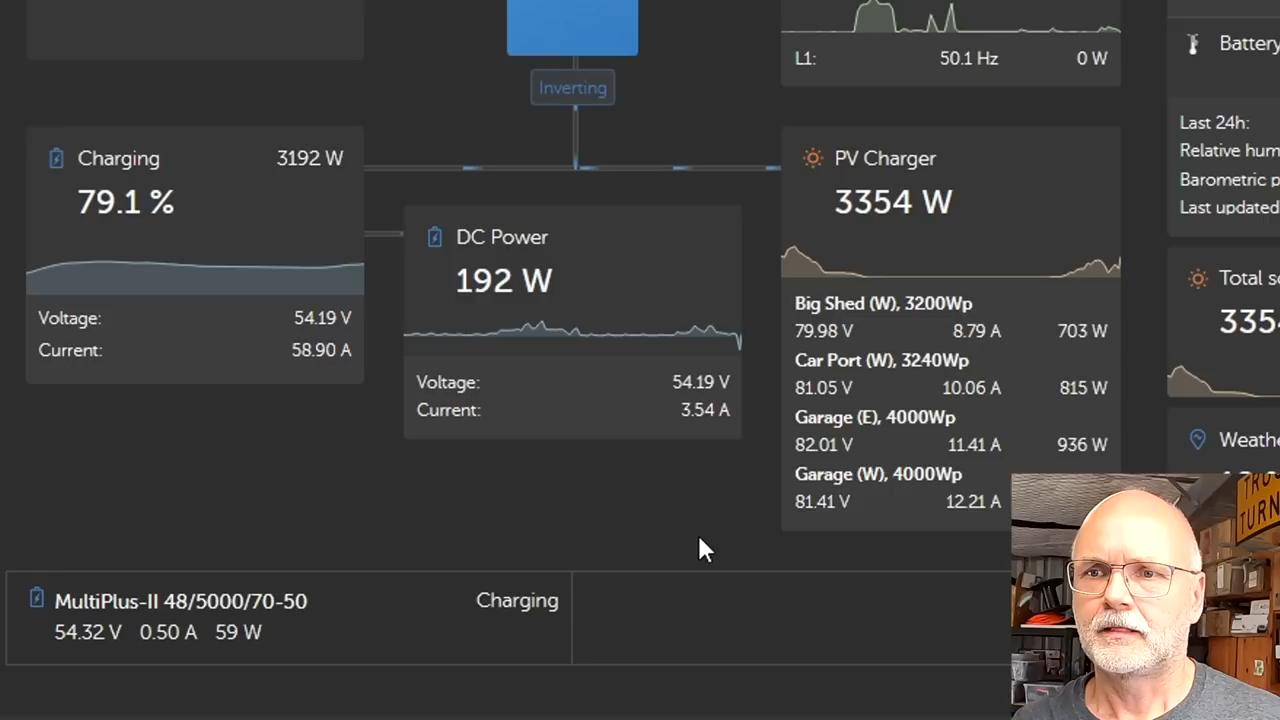 L1: 50.1 Hz 0 W
Battery
Inverting
Last 24h:
Relative hum
Barometric p
Last updated
Charging 3192 W
79.1 %
Voltage: 54.19 V
Current: 58.90 A
DC Power
192 W
Voltage: 54.19 V
Current: 3.54 A
PV Charger
3354 W
Big Shed (W), 3200Wp
79.98 V 8.79 A 703 W
Car Port (W), 3240Wp
81.05 V 10.06 A 815 W
Garage (E), 4000Wp
82.01 V 11.41 A 936 W
Garage (W), 4000Wp
81.41 V 12.21 A
Total so
335
Weathe
MultiPlus-II 48/5000/70-50 Charging
54.32 V 0.50 A 59 W
TURN